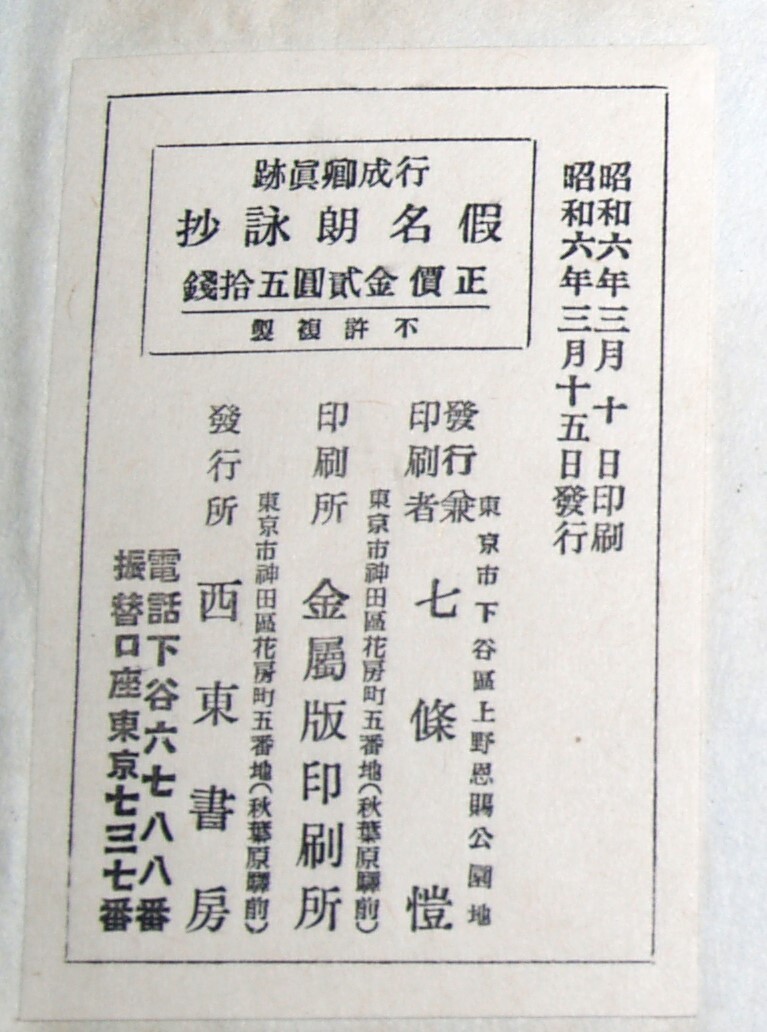 昭和六年三月十日印刷
昭和六年三月十五日發行
行成卿眞跡
假名朗詠抄
正價金貳圓五拾錢
不許複製
東京市下谷區上野恩賜公園地
發行兼
印刷者
七條愷
東京市神田區花房町五番地(秋葉原驛前)
印刷所 金屬版印刷所
東京市神田區花房町五番地(秋葉原驛前)
發行所 西東書房
電話下谷六七八八番
振替口座東京七三七番